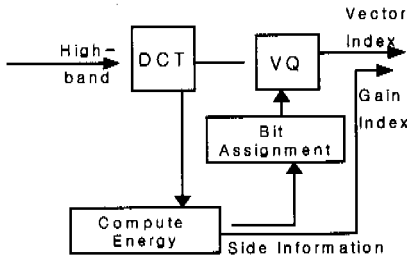 Vector
Index
High-
band
DCT
VQ
Gain
Index
Bit
Assignment
Compute
Energy
Side Information